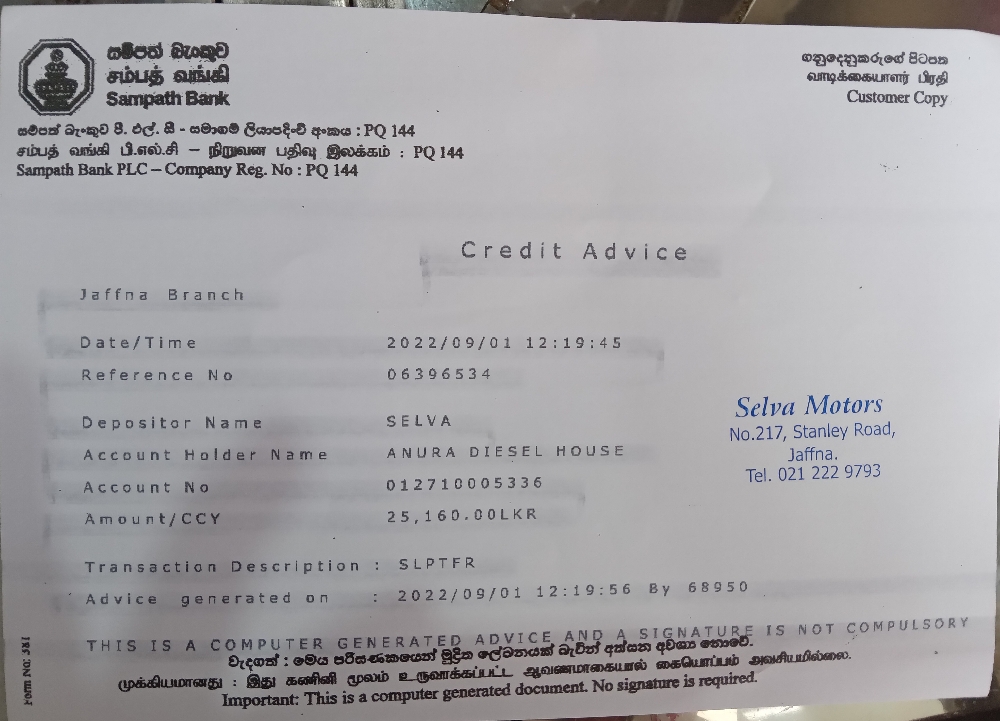 සම්පත් බැංකුව
சம்பத் வங்கி
Sampath Bank
ගනුදෙනුකරුගේ පිටපත
வாடிக்கையாளர் பிரதி
Customer Copy
සම්පත් බැංකුව පී. එල්. සී - සමාගම් ලියාපදිංචි අංකය : PQ 144
சம்பத் வங்கி பி.எல்.சி – நிறுவன பதிவு இலக்கம் : PQ 144
Sampath Bank PLC – Company Reg. No : PQ 144
Credit Advice
Jaffna Branch
Date/Time 2022/09/01 12:19:45
Reference No 06396534
Depositor Name SELVA
Account Holder Name ANURA DIESEL HOUSE
Account No 012710005336
Amount/CCY 25,160.00LKR
Selva Motors
No.217, Stanley Road,
Jaffna.
Tel. 021 222 9793
Transaction Description : SLPTFR
Advice generated on : 2022/09/01 12:19:56 By 68950
THIS IS A COMPUTER GENERATED ADVICE AND A SIGNATURE IS NOT COMPULSORY
වැදගත් : මෙය පරිගණකයෙන් මුද්‍රිත ලේඛනයක් බැවින් අත්සන අවශ්‍ය නොවේ.
முக்கியமானது : இது கணினி மூலம் உருவாக்கப்பட்ட ஆவணமாகையால் கையொப்பம் அவசியமில்லை.
Important: This is a computer generated document. No signature is required.
Form No: